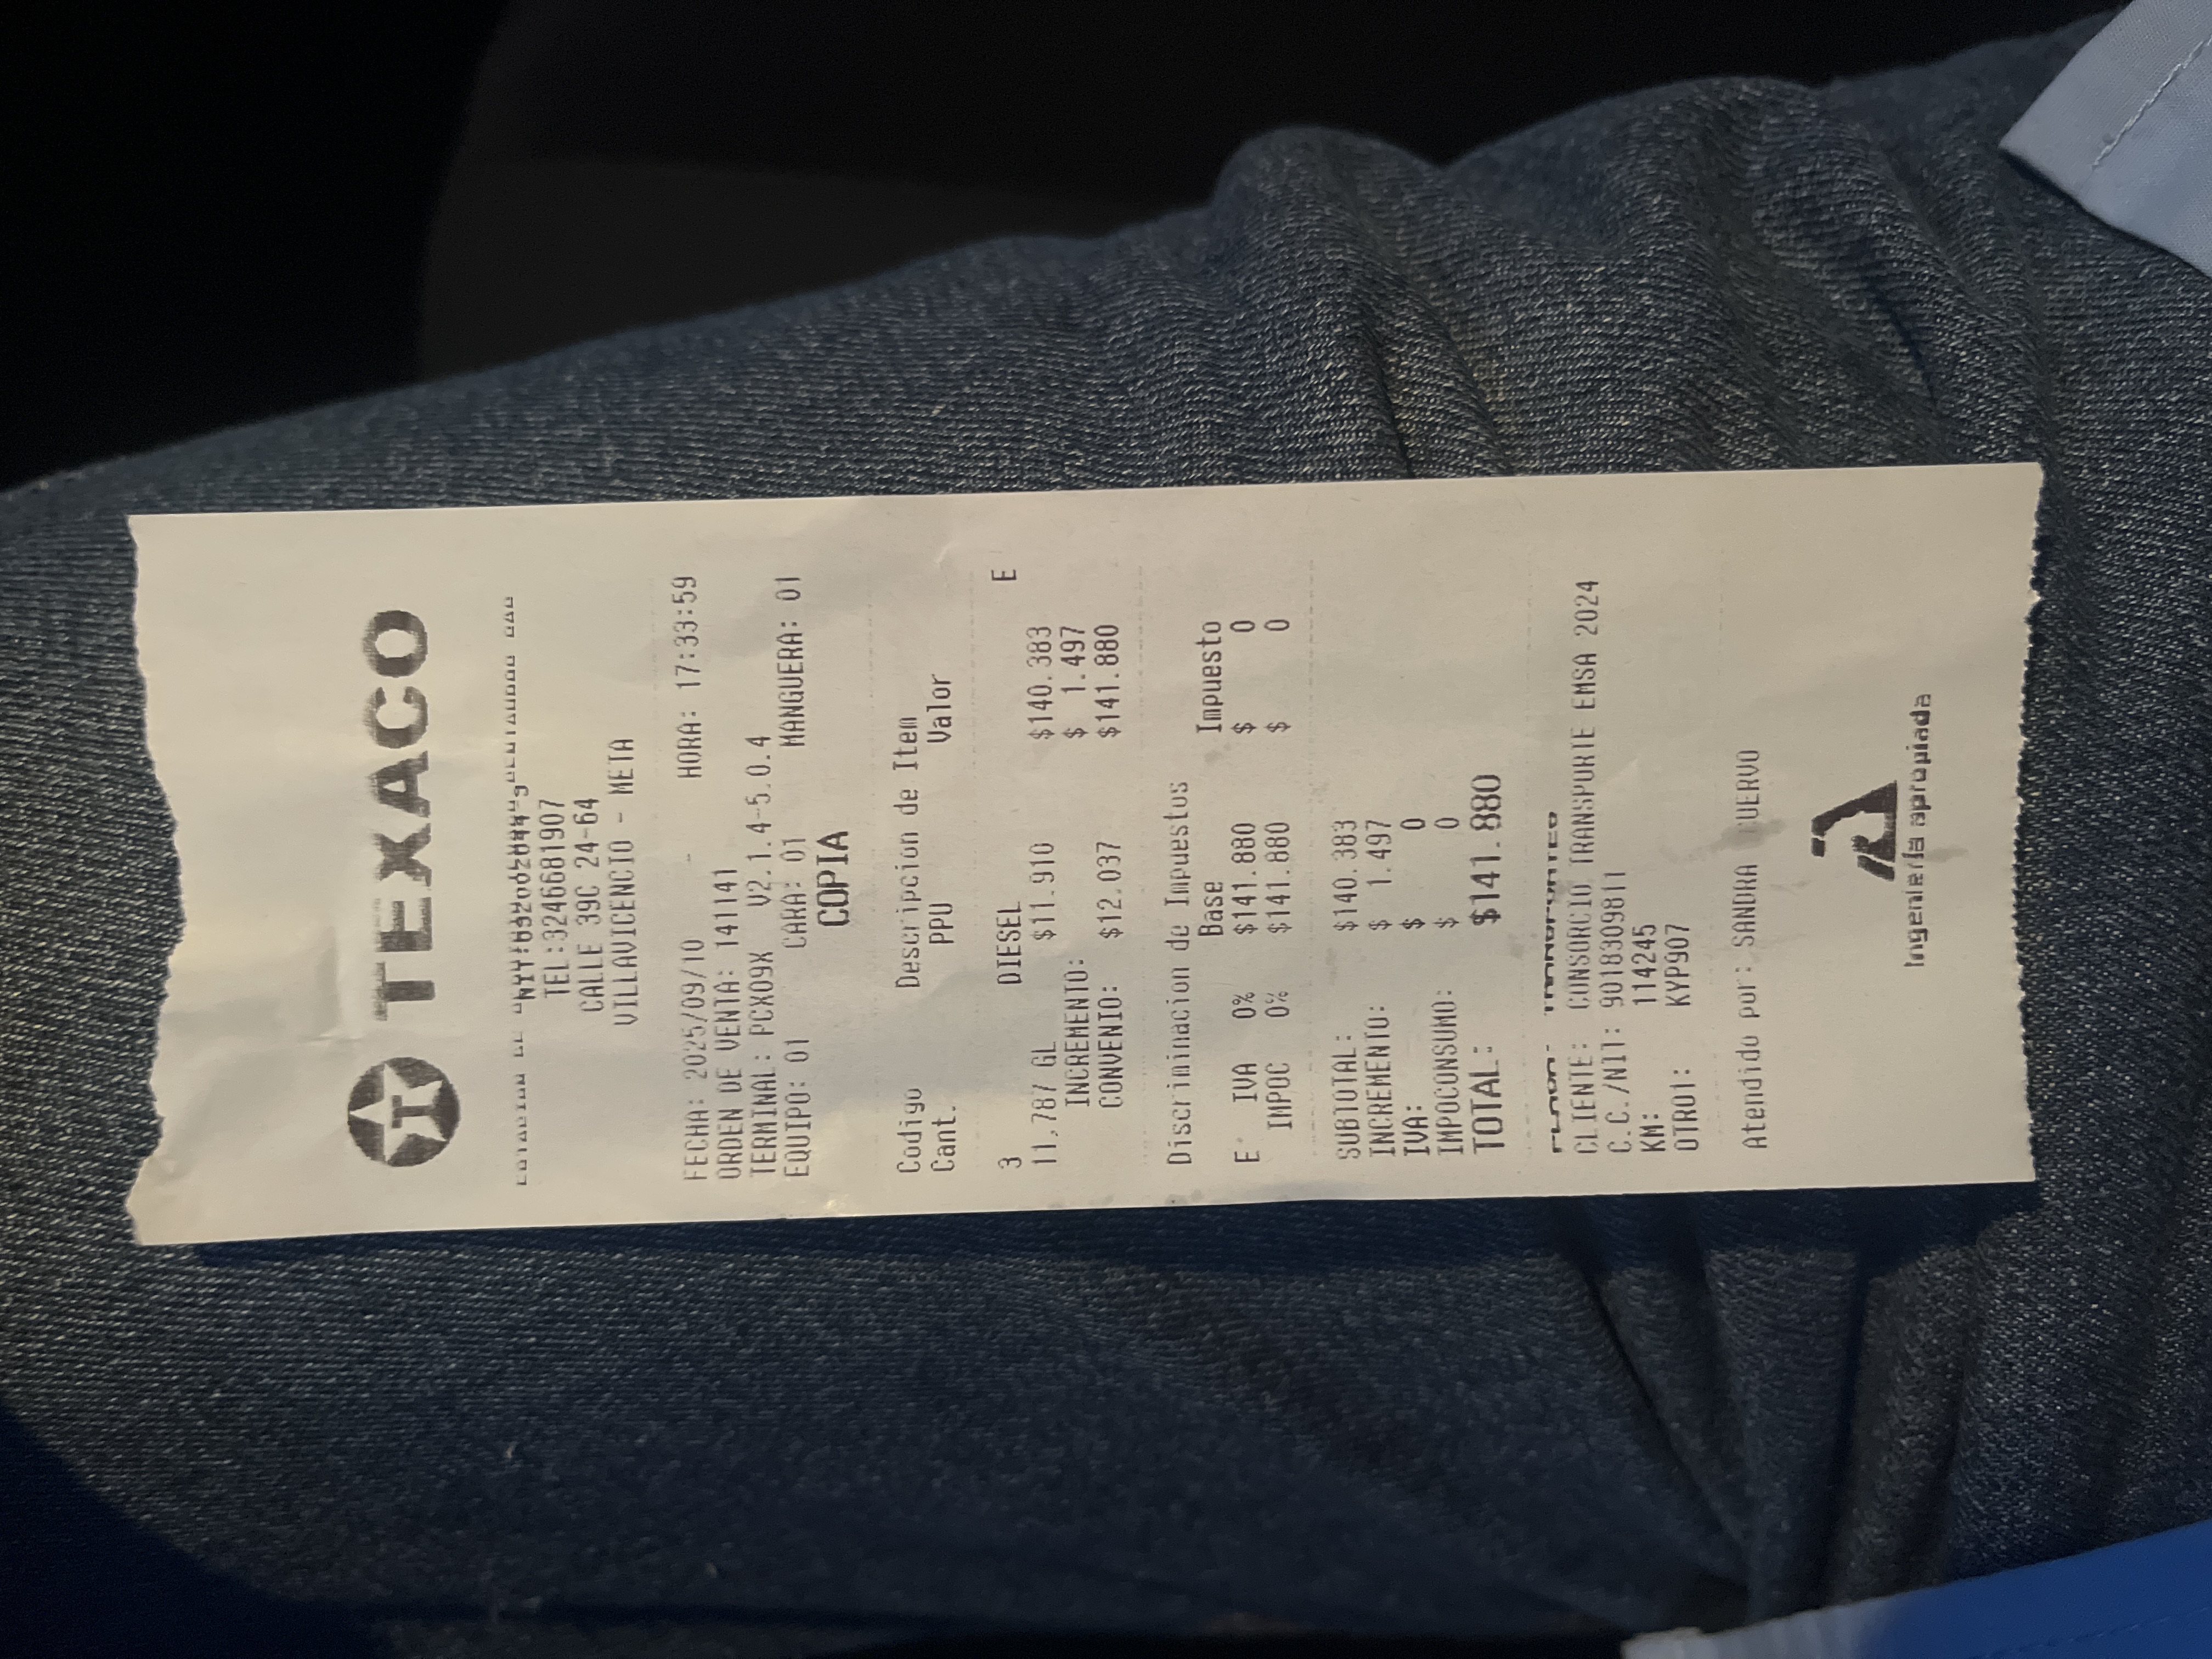 TEXACO
TEL:3246681907
CALLE 39C 24-64
VILLAVICENCIO - META
FECHA: 2025/09/10 - HORA: 17:33:59
ORDEN DE VENTA: 141141
TERMINAL: PCX09X V2.1.4-5.0.4
EQUIPO: 01 CARA: 01 MANGUERA: 01
COPIA
Codigo Descripcion de Item
Cant. PPU Valor
3 DIESEL E
11,787 GL $11.910 $140.383
INCREMENTO: $ 1.497
CONVENIO: $12.037 $141.880
Discriminacion de Impuestos
Base Impuesto
E IVA 0% $141.880 $ 0
IMPOC 0% $141.880 $ 0
SUBTOTAL: $140.383
INCREMENTO: $ 1.497
IVA: $ 0
IMPOCONSUMO: $ 0
TOTAL: $141.880
CLIENTE: CONSORCIO TRANSPORTE EMSA 2024
C.C./NIT: 9018309811
KM: 114245
OTRO1: KYP907
Atendido por: SANDRA
Ingeniería apropiada